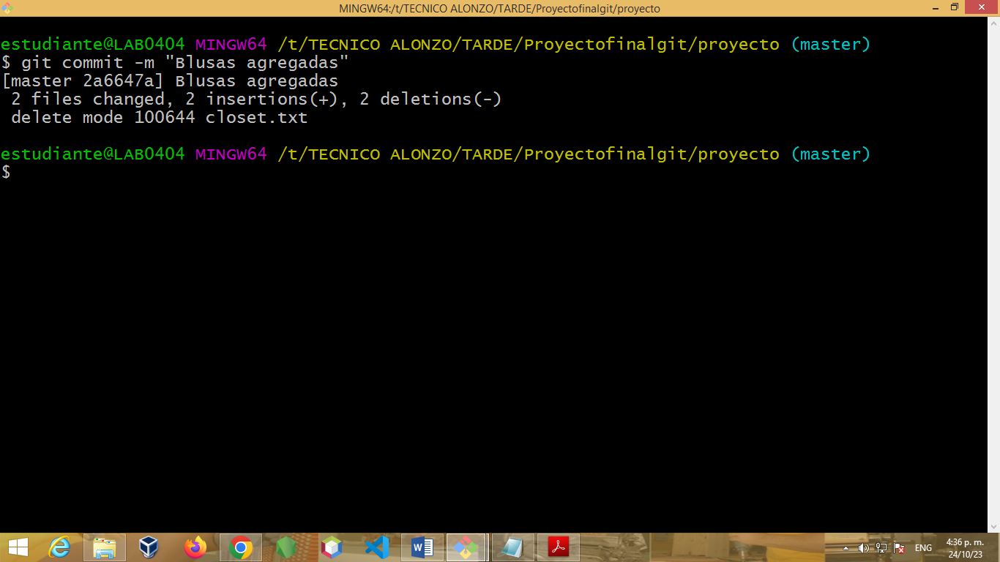 MINGW64:/t/TECNICO ALONZO/TARDE/Proyectofinalgit/proyecto
estudiante@LAB0404 MINGW64 /t/TECNICO ALONZO/TARDE/Proyectofinalgit/proyecto (master)
$ git commit -m "Blusas agregadas"
[master 2a6647a] Blusas agregadas
 2 files changed, 2 insertions(+), 2 deletions(-)
 delete mode 100644 closet.txt
estudiante@LAB0404 MINGW64 /t/TECNICO ALONZO/TARDE/Proyectofinalgit/proyecto (master)
$
ENG
4:36 p. m.
24/10/23